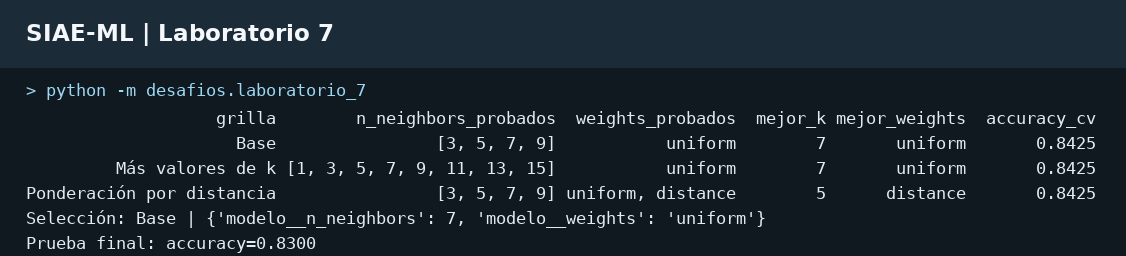 SIAE-ML | Laboratorio 7
> python -m desafios.laboratorio_7
grilla n_neighbors_probados weights_probados mejor_k mejor_weights accuracy_cv
Base [3, 5, 7, 9] uniform 7 uniform 0.8425
Más valores de k [1, 3, 5, 7, 9, 11, 13, 15] uniform 7 uniform 0.8425
Ponderación por distancia [3, 5, 7, 9] uniform, distance 5 distance 0.8425
Selección: Base | {'modelo__n_neighbors': 7, 'modelo__weights': 'uniform'}
Prueba final: accuracy=0.8300